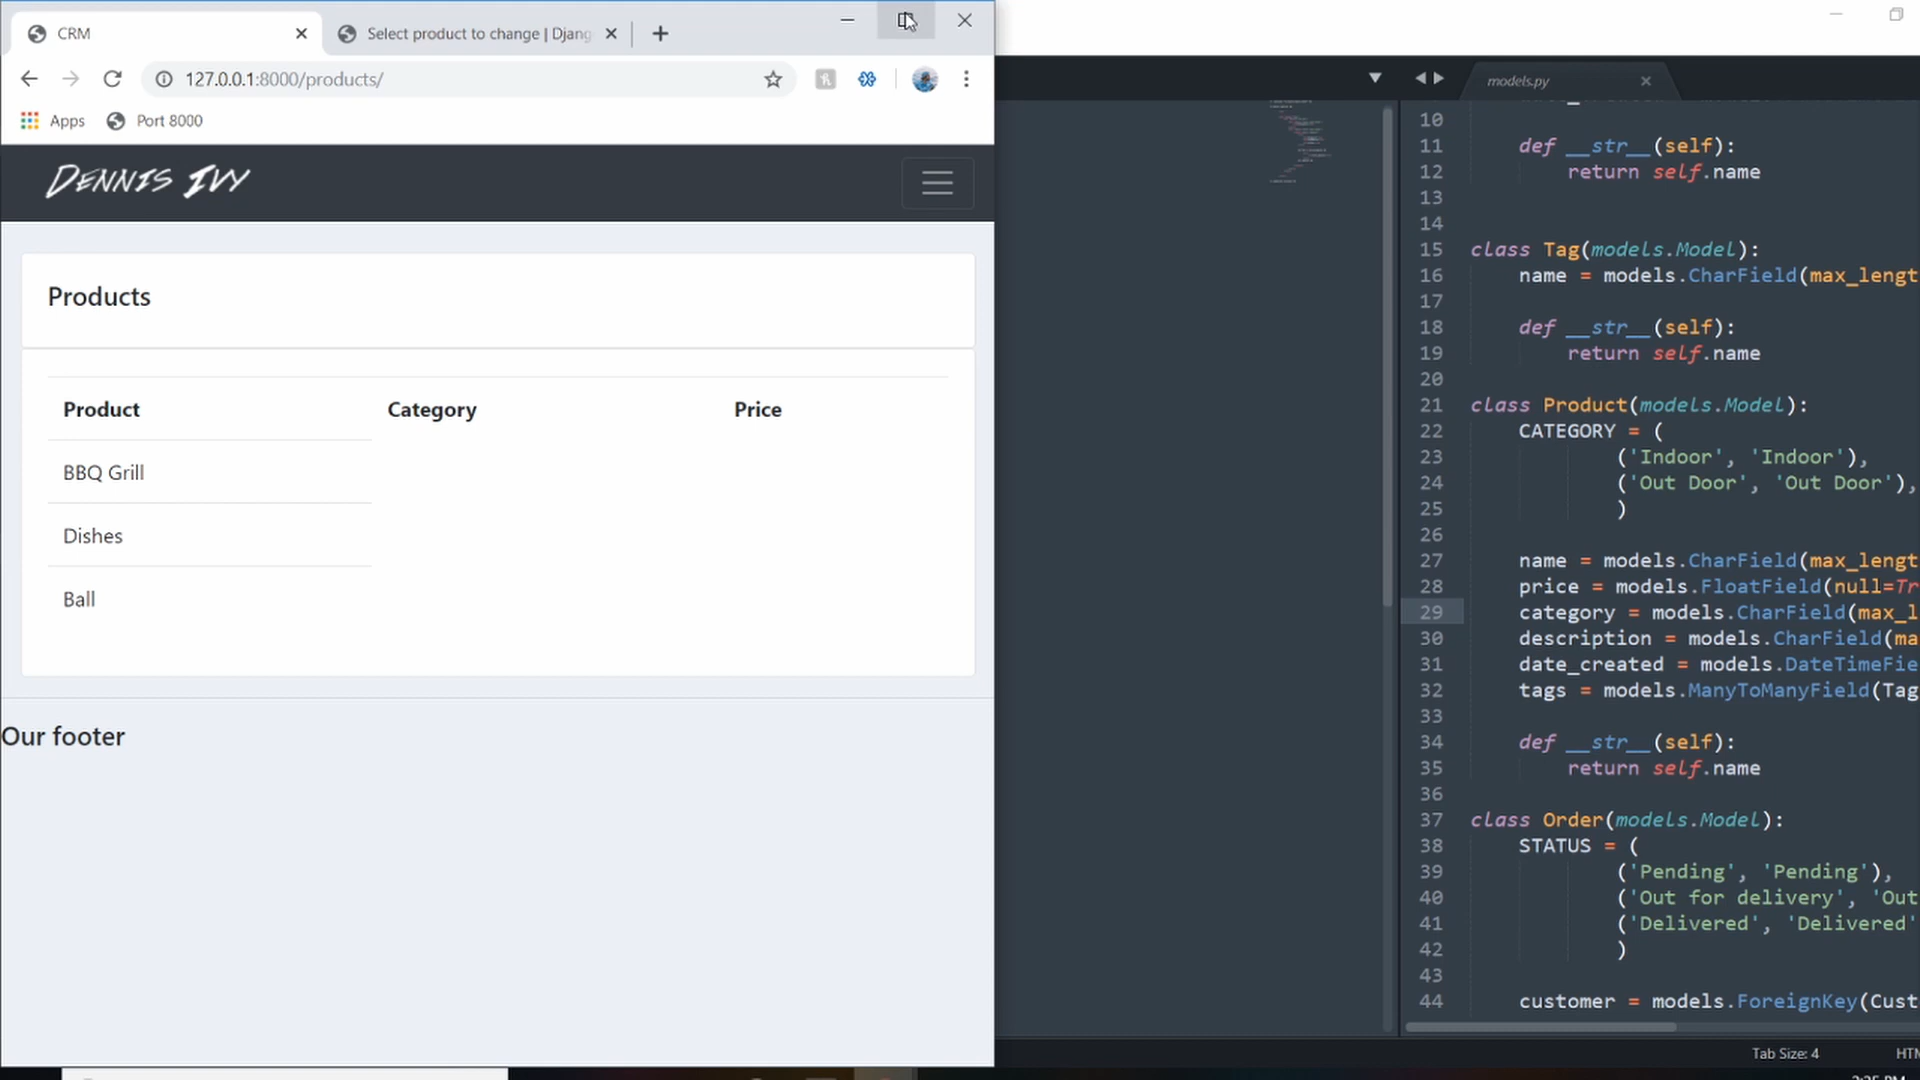 CRM
Select product to change | Djang
127.0.0.1:8000/products/
Apps
Port 8000
DENNIS IVY
Products
Product Category Price
BBQ Grill
Dishes
Ball
Our footer
models.py
10
11 def __str__(self):
12 return self.name
13
14
15 class Tag(models.Model):
16 name = models.CharField(max_lengt
17
18 def __str__(self):
19 return self.name
20
21 class Product(models.Model):
22 CATEGORY = (
23 ('Indoor', 'Indoor'),
24 ('Out Door', 'Out Door'),
25 )
26
27 name = models.CharField(max_lengt
28 price = models.FloatField(null=Tr
29 category = models.CharField(max_l
30 description = models.CharField(ma
31 date_created = models.DateTimeFie
32 tags = models.ManyToManyField(Tag
33
34 def __str__(self):
35 return self.name
36
37 class Order(models.Model):
38 STATUS = (
39 ('Pending', 'Pending'),
40 ('Out for delivery', 'Out
41 ('Delivered', 'Delivered'
42 )
43
44 customer = models.ForeignKey(Cust
Tab Size: 4
HTM